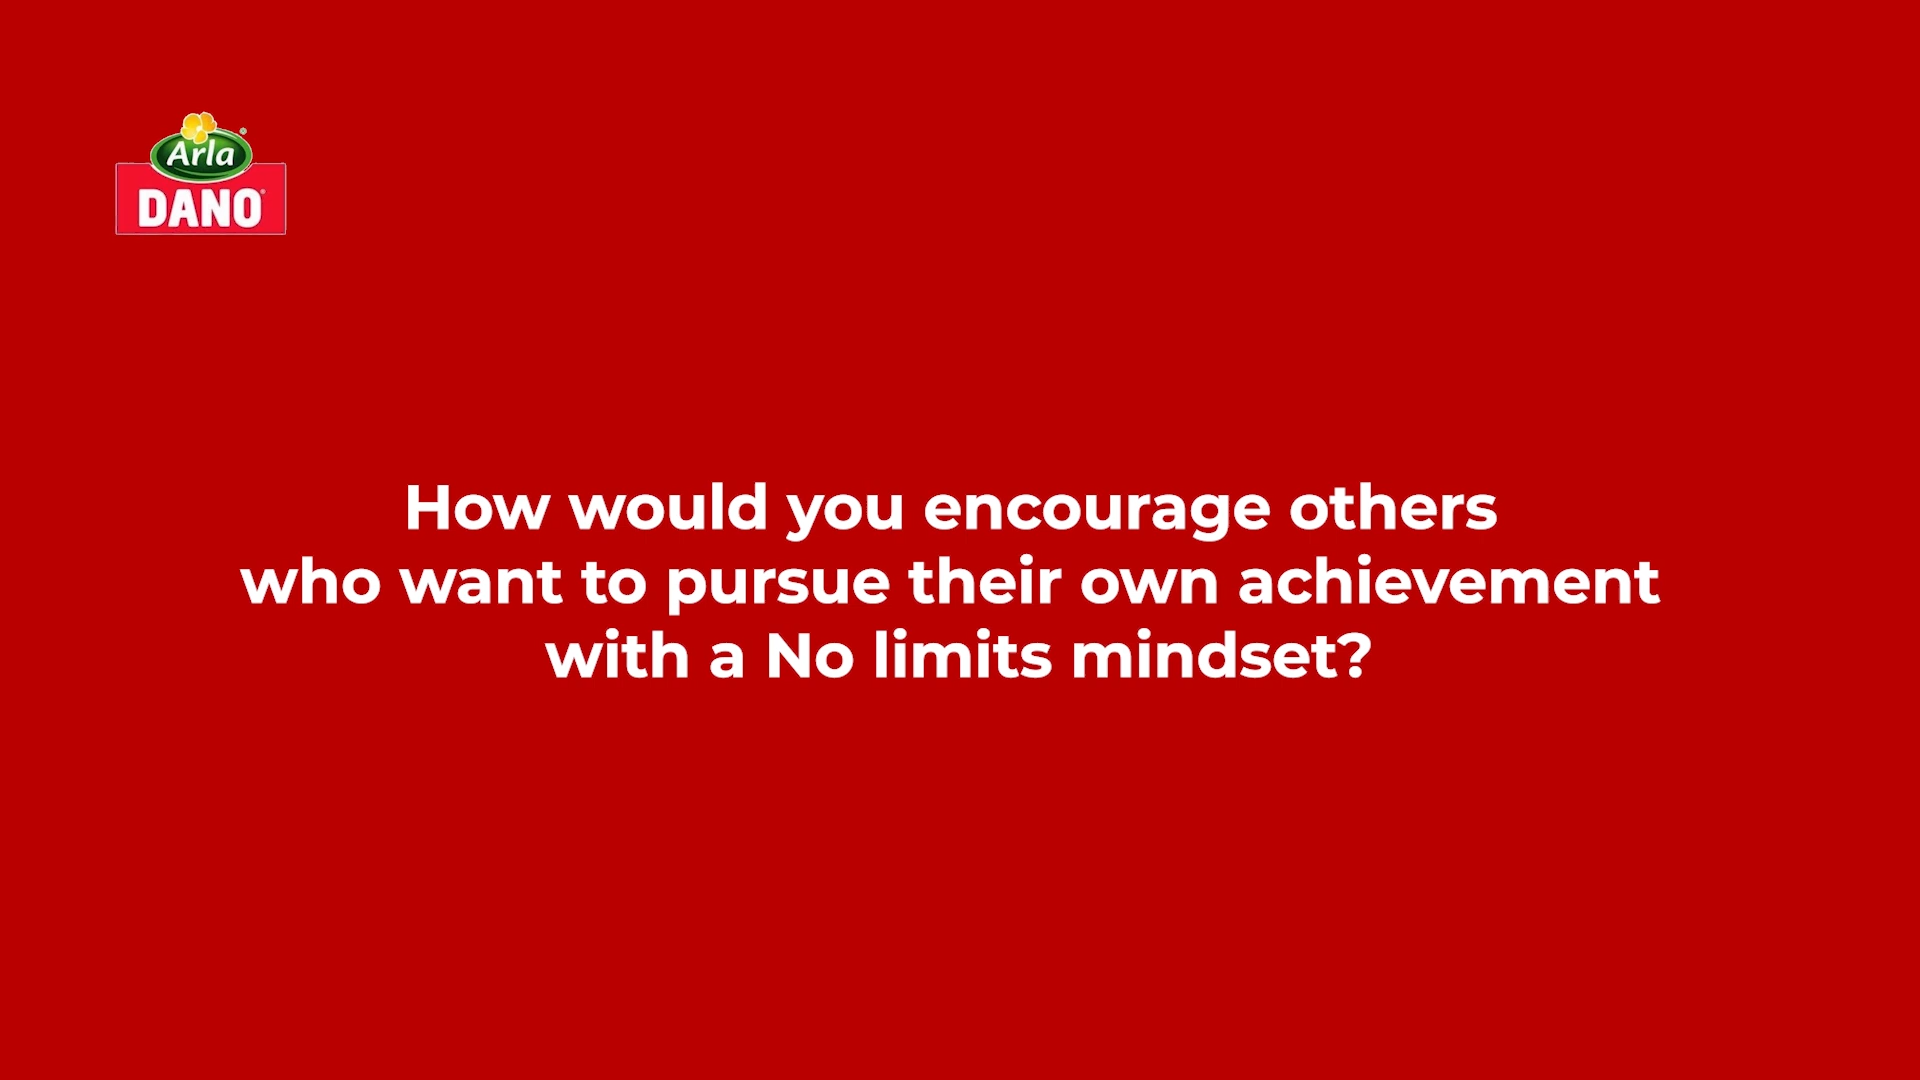 Arla
DANO
How would you encourage others
who want to pursue their own achievement
with a No limits mindset?